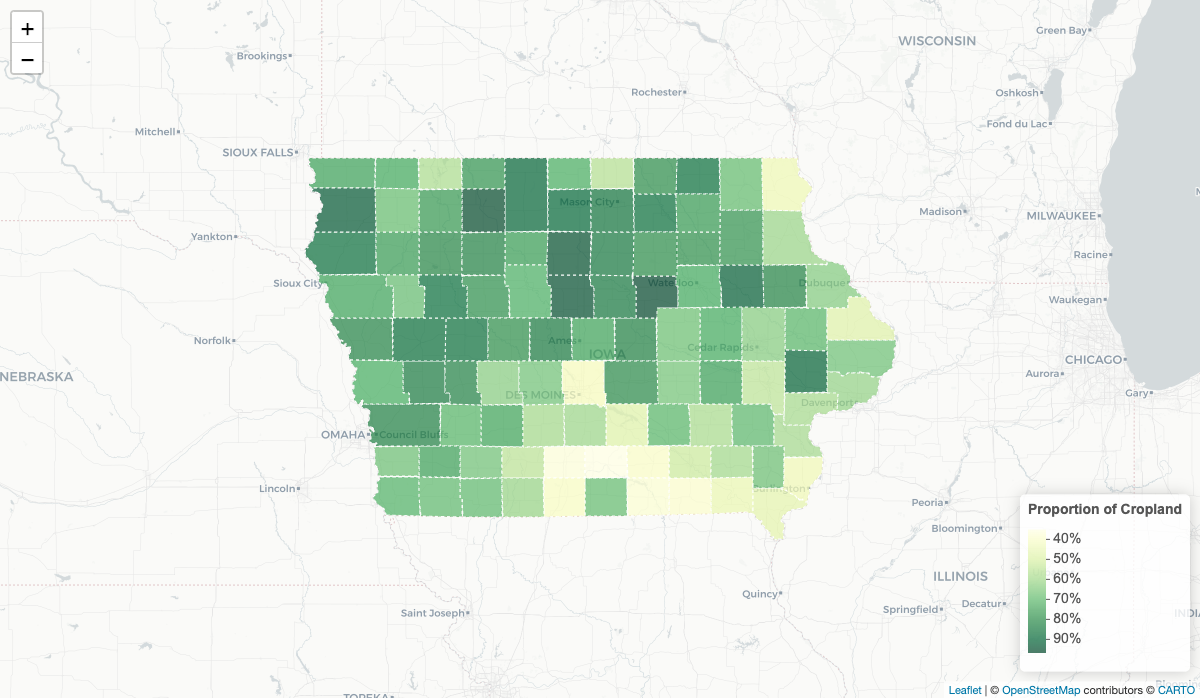 +
−
Green Bay
WISCONSIN
Brookings
Rochester
Oshkosh
Fond du Lac
Mitchell
SIOUX FALLS
Mason City
Madison
MILWAUKEE
Yankton
Racine
Sioux City
Waterloo
Dubuque
Waukegan
Norfolk
Ames
IOWA
Cedar Rapids
CHICAGO
Aurora
NEBRASKA
DES MOINES
Gary
Davenport
OMAHA
Council Bluffs
Lincoln
Burlington
Peoria
Bloomington
Proportion of Cropland
40%
50%
60%
70%
80%
90%
ILLINOIS
Quincy
Decatur
Springfield
Saint Joseph
INDI
TOPEKA
Leaflet | © OpenStreetMap contributors © CARTO